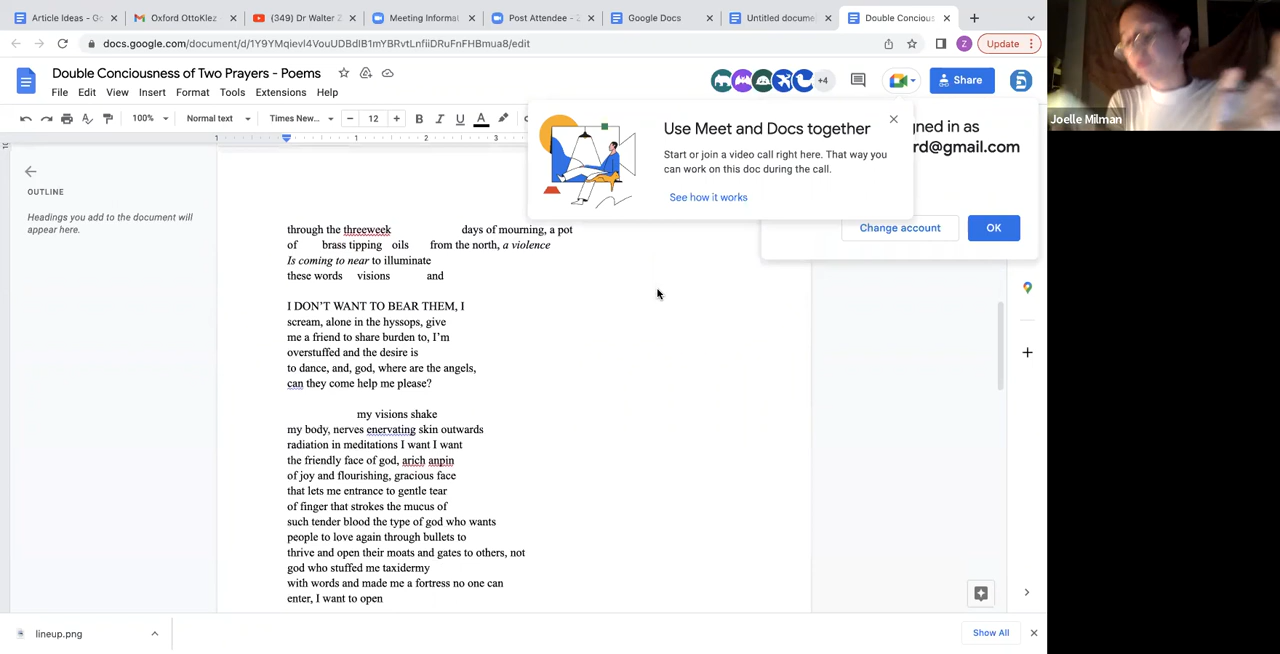 Article Ideas - Go
Oxford OttoKlez -
(349) Dr Walter Z
Meeting Informat
Post Attendee - Z
Google Docs
Untitled docume
Double Conscious
docs.google.com/document/d/
Update
Double Conciousness of Two Prayers - Poems
+4
Share
File Edit View Insert Format Tools Extensions Help
100% Normal text Times New... 12 B I U A
Joelle Milman
Use Meet and Docs together
Start or join a video call right here. That way you
can work on this doc during the call.
See how it works
gned in as
rd@gmail.com
Change account
OK
OUTLINE
Headings you add to the document will
appear here.
1 1 2 3
through the threeweek days of mourning, a pot
of brass tipping oils from the north, a violence
Is coming to near to illuminate
these words visions and
I DON'T WANT TO BEAR THEM, I
scream, alone in the hyssops, give
me a friend to share burden to, I'm
overstuffed and the desire is
to dance, and, god, where are the angels,
can they come help me please?
my visions shake
my body, nerves enervating skin outwards
radiation in meditations I want I want
the friendly face of god, arich anpin
of joy and flourishing, gracious face
that lets me entrance to gentle tear
of finger that strokes the mucus of
such tender blood the type of god who wants
people to love again through bullets to
thrive and open their moats and gates to others, not
god who stuffed me taxidermy
with words and made me a fortress no one can
enter, I want to open
lineup.png
Show All